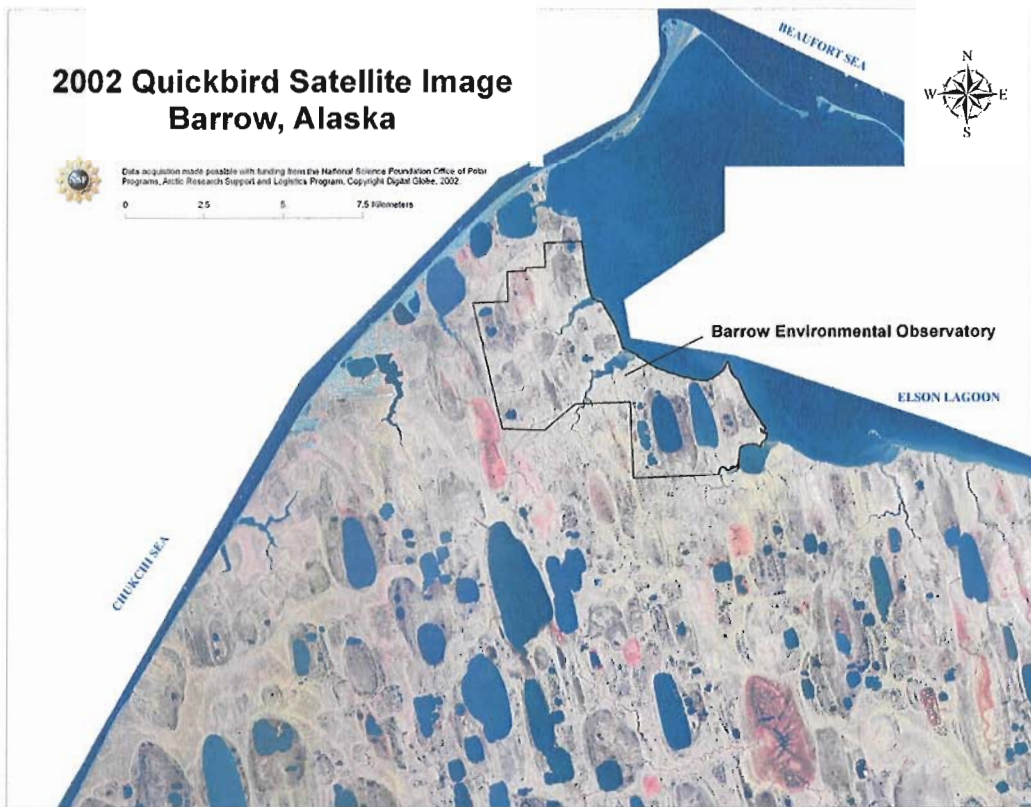 2002 Quickbird Satellite Image
Barrow, Alaska
NSF
Data acquisition made possible with funding from the National Science Foundation Office of Polar
Programs, Arctic Research Support and Logistics Program. Copyright Digital Globe, 2002.
0 2.5 5 7.5 Kilometers
BEAUFORT SEA
N
W E
S
Barrow Environmental Observatory
ELSON LAGOON
CHUKCHI SEA